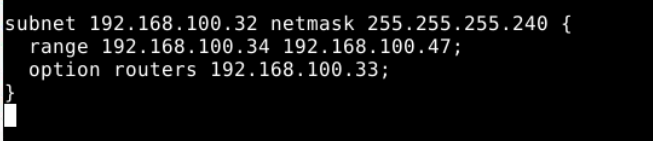 subnet 192.168.100.32 netmask 255.255.255.240 {
  range 192.168.100.34 192.168.100.47;
  option routers 192.168.100.33;
}